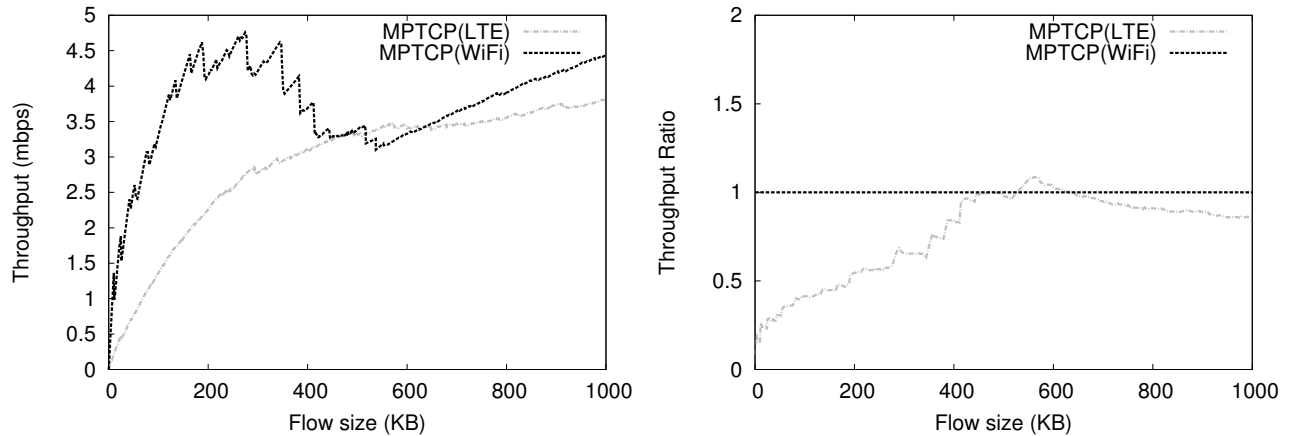 5
4.5
4
3.5
3
2.5
2
1.5
1
0.5
0
0 200 400 600 800 1000
Throughput (mbps)
Flow size (KB)
MPTCP(LTE)
MPTCP(WiFi)
2
1.5
1
0.5
0
0 200 400 600 800 1000
Throughput Ratio
Flow size (KB)
MPTCP(LTE)
MPTCP(WiFi)